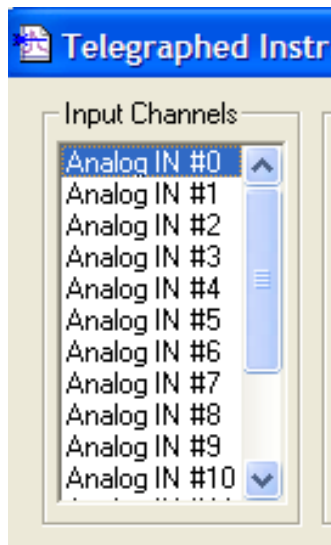 Telegraphed Instr
Input Channels
Analog IN #0
Analog IN #1
Analog IN #2
Analog IN #3
Analog IN #4
Analog IN #5
Analog IN #6
Analog IN #7
Analog IN #8
Analog IN #9
Analog IN #10